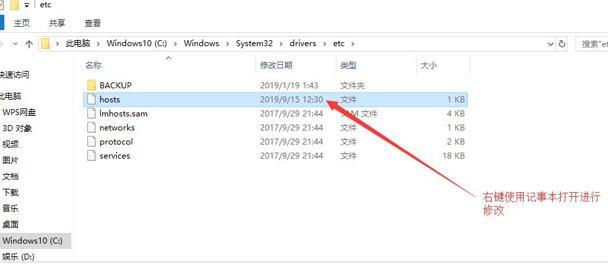 etc
主页 共享 查看
此电脑 › Windows10 (C:) › Windows › System32 › drivers › etc
搜索"et
快速访问
此电脑
WPS网盘
3D 对象
视频
图片
文档
下载
音乐
桌面
Windows10 (C:)
娱乐 (D:)
名称 修改日期 类型 大小
BACKUP 2019/1/19 1:43 文件夹
hosts 2019/9/15 12:30 文件 1 KB
lmhosts.sam 2017/9/29 21:44 文件 4 KB
networks 2017/9/29 21:44 文件 1 KB
protocol 2017/9/29 21:44 文件 2 KB
services 2017/9/29 21:44 文件 18 KB
右键使用记事本打开进行
修改